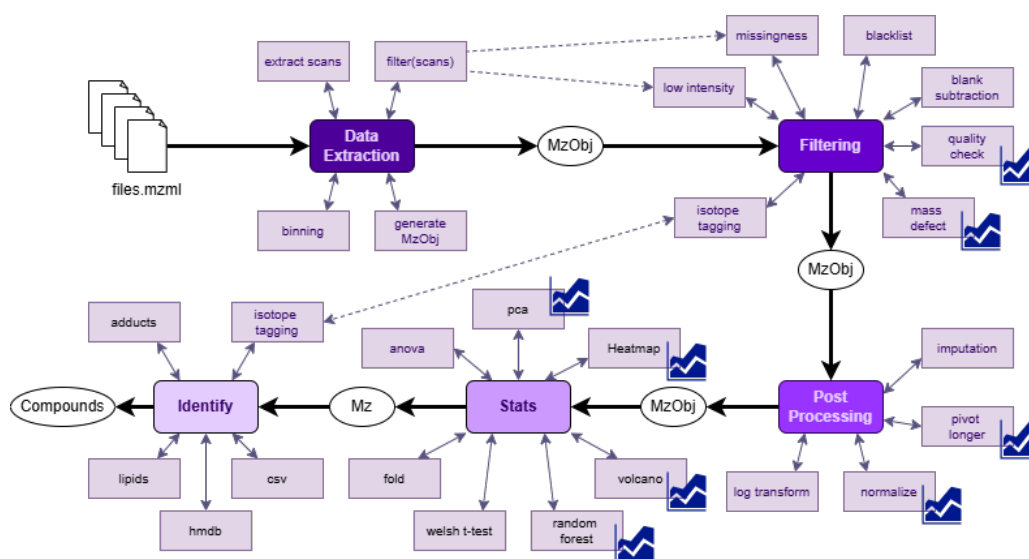 missingness
blacklist
extract scans
filter(scans)
low intensity
blank
subtraction
Data
Extraction
MzObj
Filtering
quality
check
files.mzml
binning
generate
MzObj
isotope
tagging
mass
defect
MzObj
adducts
isotope
tagging
pca
anova
Heatmap
imputation
Compounds
Identify
Mz
Stats
MzObj
Post
Processing
pivot
longer
lipids
csv
fold
volcano
log transform
normalize
hmdb
welsh t-test
random
forest